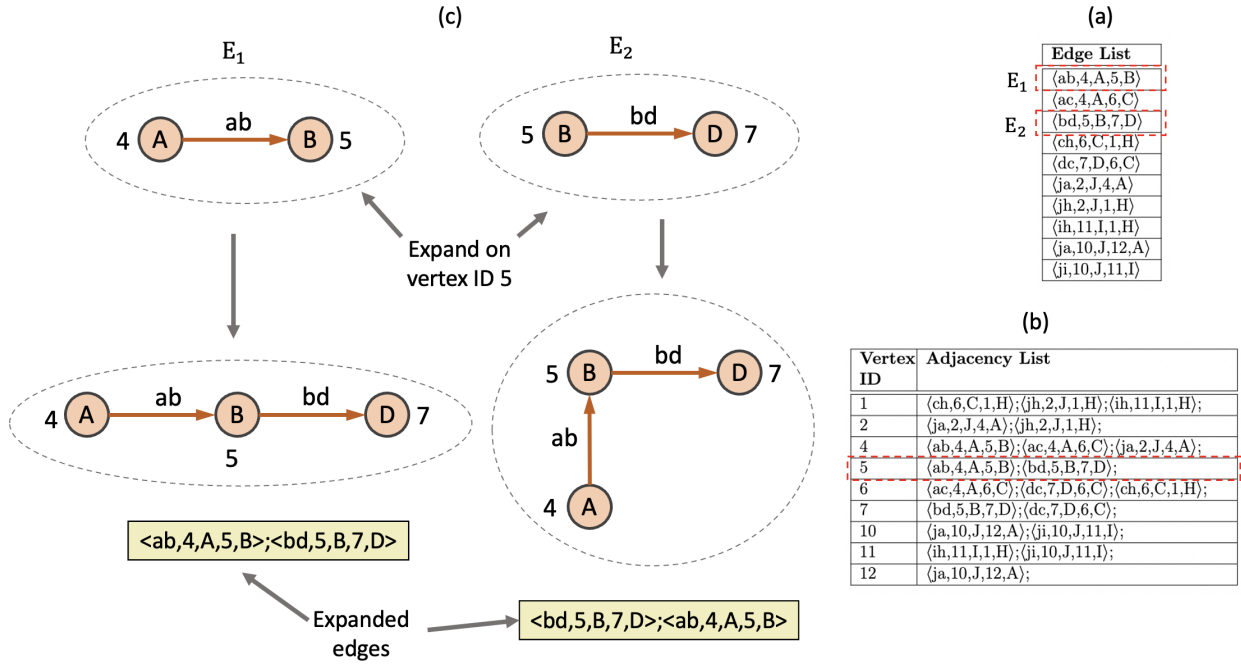 (c)
E₁
4 A ab B 5
E₂
5 B bd D 7
Expand on
vertex ID 5
4 A ab B bd D 7
5
5 B bd D 7
ab
4 A
<ab,4,A,5,B>;<bd,5,B,7,D>
<bd,5,B,7,D>;<ab,4,A,5,B>
Expanded
edges
(a)
Edge List
E₁ ⟨ab,4,A,5,B⟩
⟨ac,4,A,6,C⟩
E₂ ⟨bd,5,B,7,D⟩
⟨ch,6,C,1,H⟩
⟨dc,7,D,6,C⟩
⟨ja,2,J,4,A⟩
⟨jh,2,J,1,H⟩
⟨ih,11,I,1,H⟩
⟨ja,10,J,12,A⟩
⟨ji,10,J,11,I⟩
(b)
Vertex Adjacency List
ID
1 ⟨ch,6,C,1,H⟩;⟨jh,2,J,1,H⟩;⟨ih,11,I,1,H⟩;
2 ⟨ja,2,J,4,A⟩;⟨jh,2,J,1,H⟩;
4 ⟨ab,4,A,5,B⟩;⟨ac,4,A,6,C⟩;⟨ja,2,J,4,A⟩;
5 ⟨ab,4,A,5,B⟩;⟨bd,5,B,7,D⟩;
6 ⟨ac,4,A,6,C⟩;⟨dc,7,D,6,C⟩;⟨ch,6,C,1,H⟩;
7 ⟨bd,5,B,7,D⟩;⟨dc,7,D,6,C⟩;
10 ⟨ja,10,J,12,A⟩;⟨ji,10,J,11,I⟩;
11 ⟨ih,11,I,1,H⟩;⟨ji,10,J,11,I⟩;
12 ⟨ja,10,J,12,A⟩;